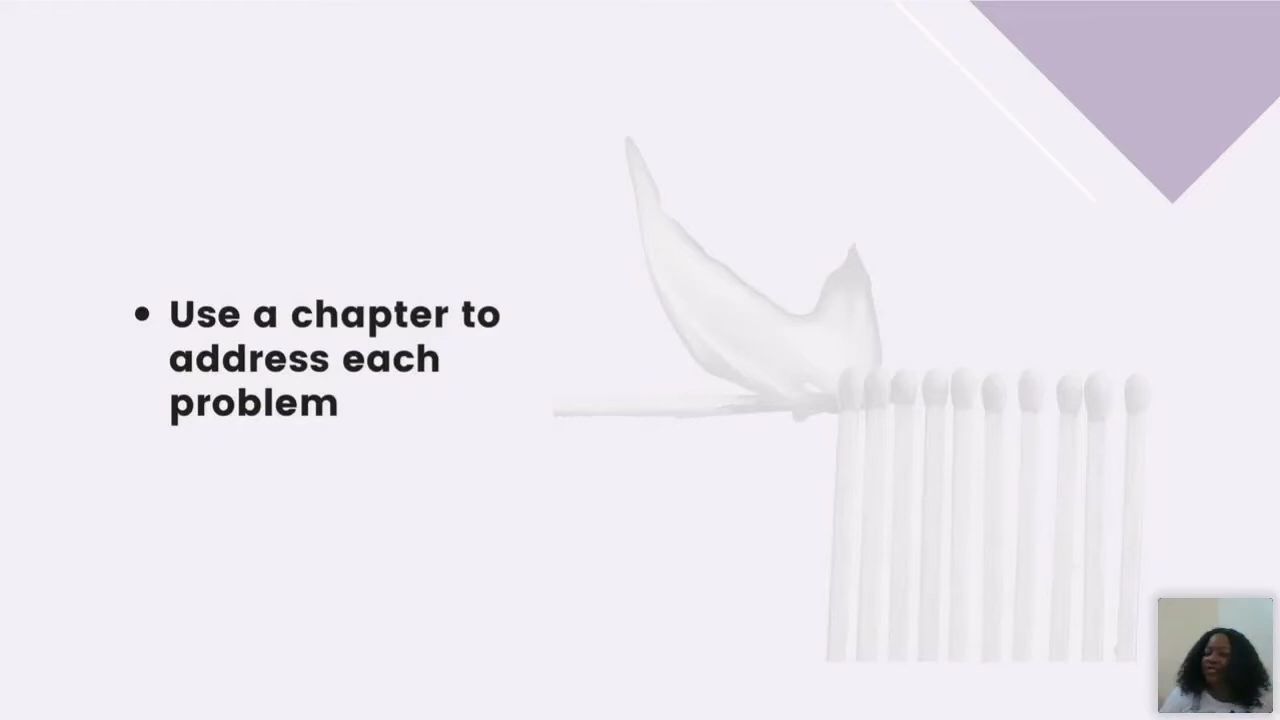 • Use a chapter to
address each
problem